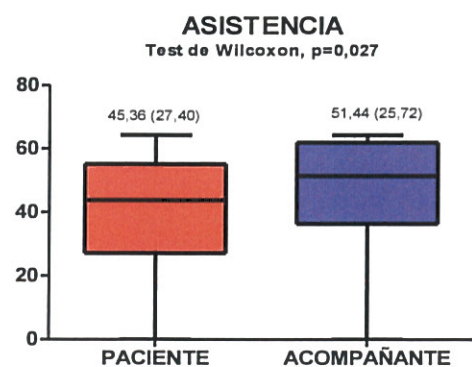 ASISTENCIA
Test de Wilcoxon, p=0,027
80
60
40
20
0
45,36 (27,40)
51,44 (25,72)
PACIENTE
ACOMPAÑANTE